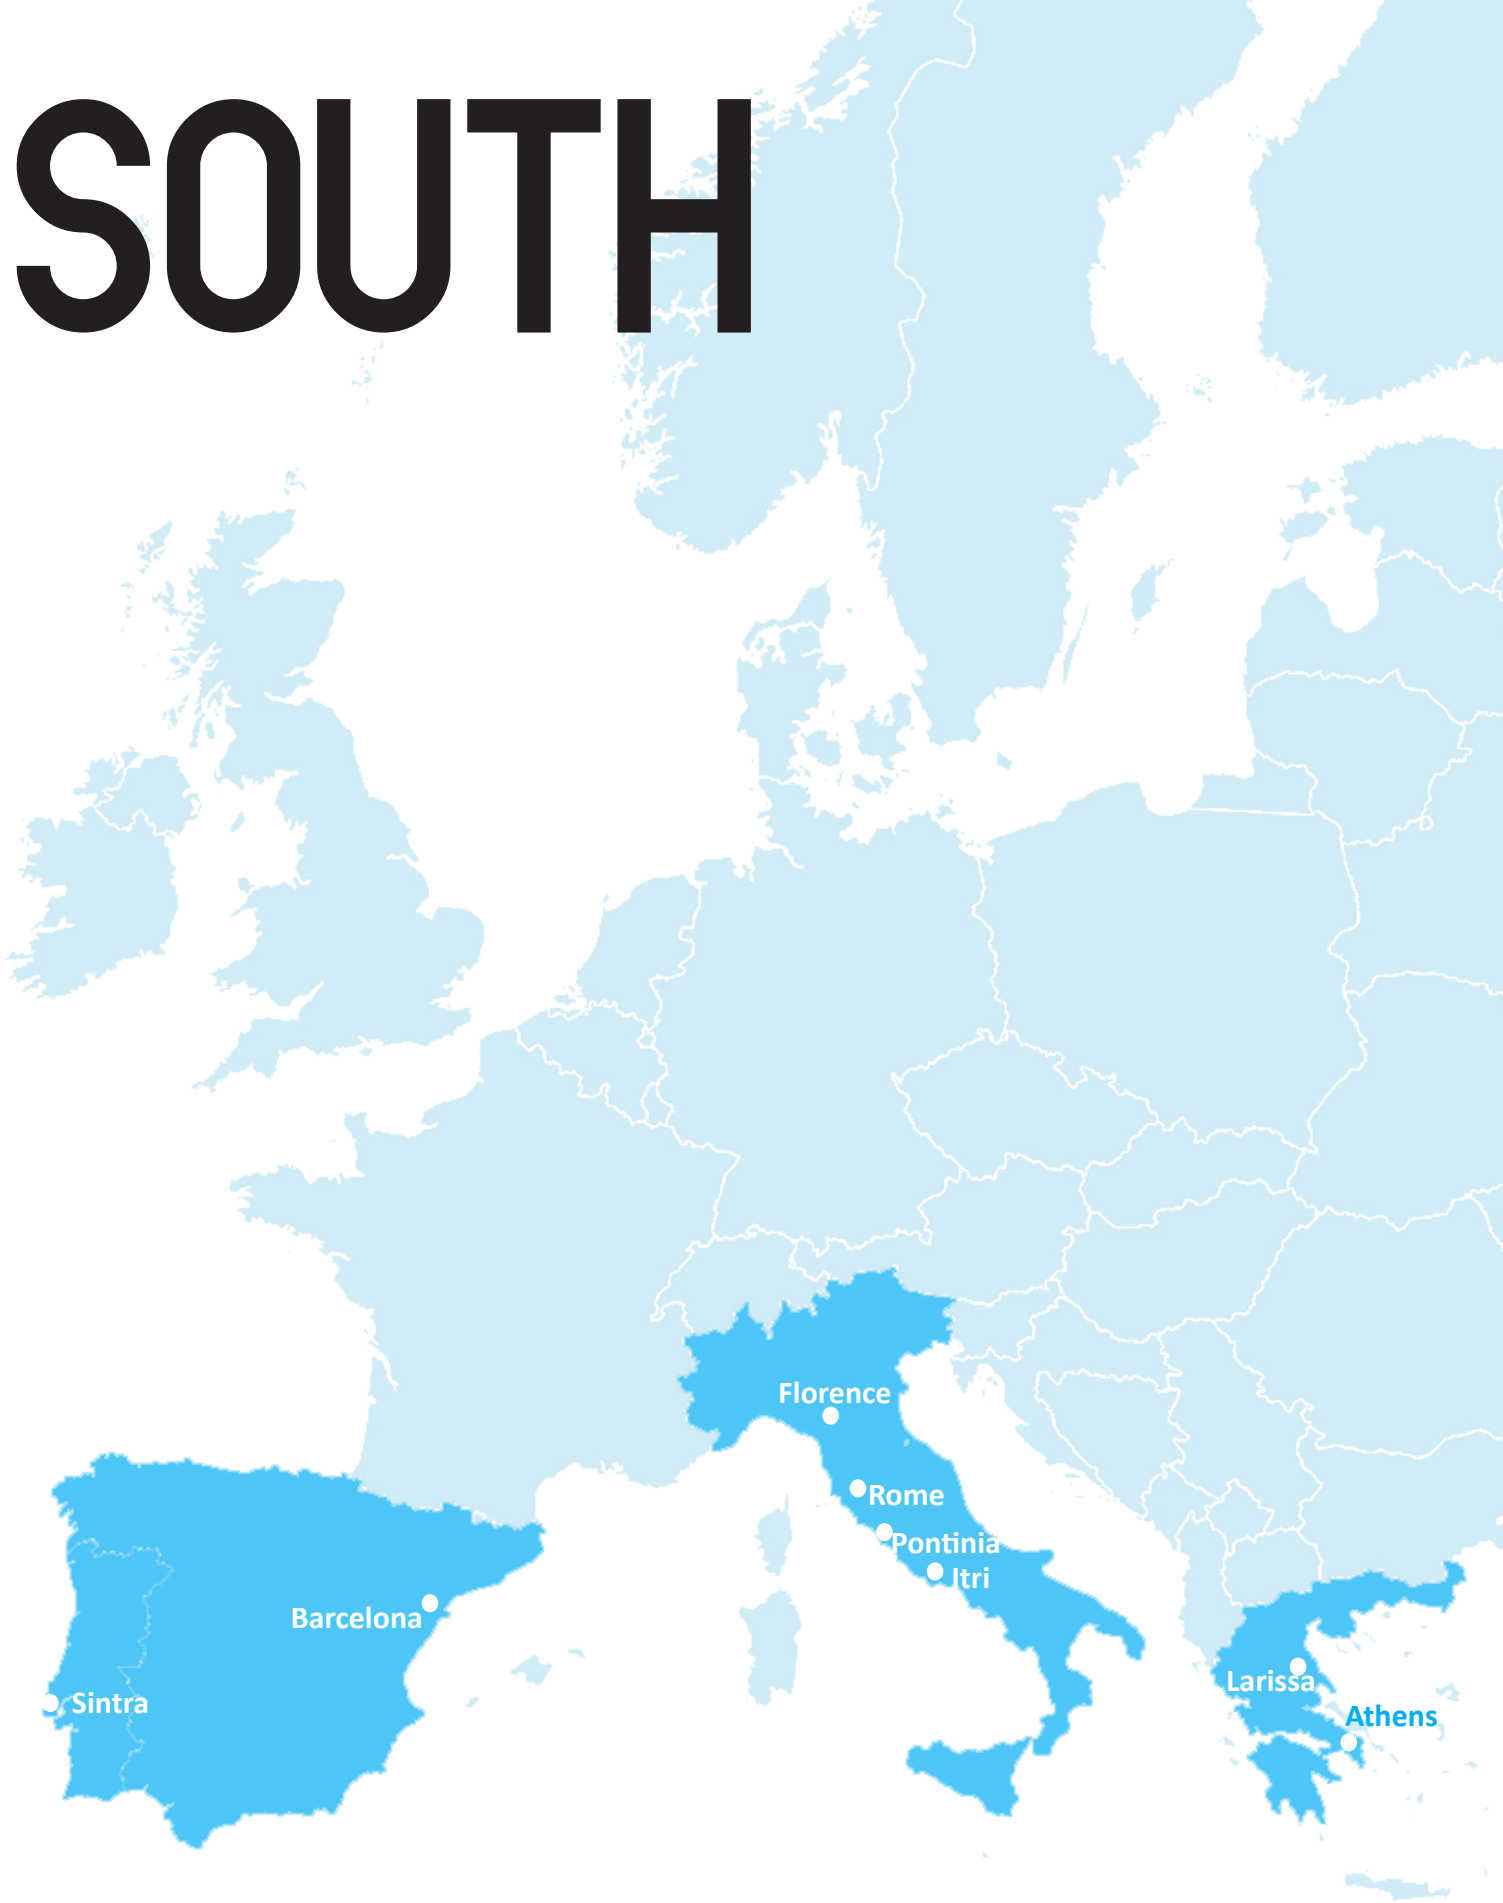 SOUTH
Florence
Rome
Pontinia
Itri
Barcelona
Sintra
Larissa
Athens